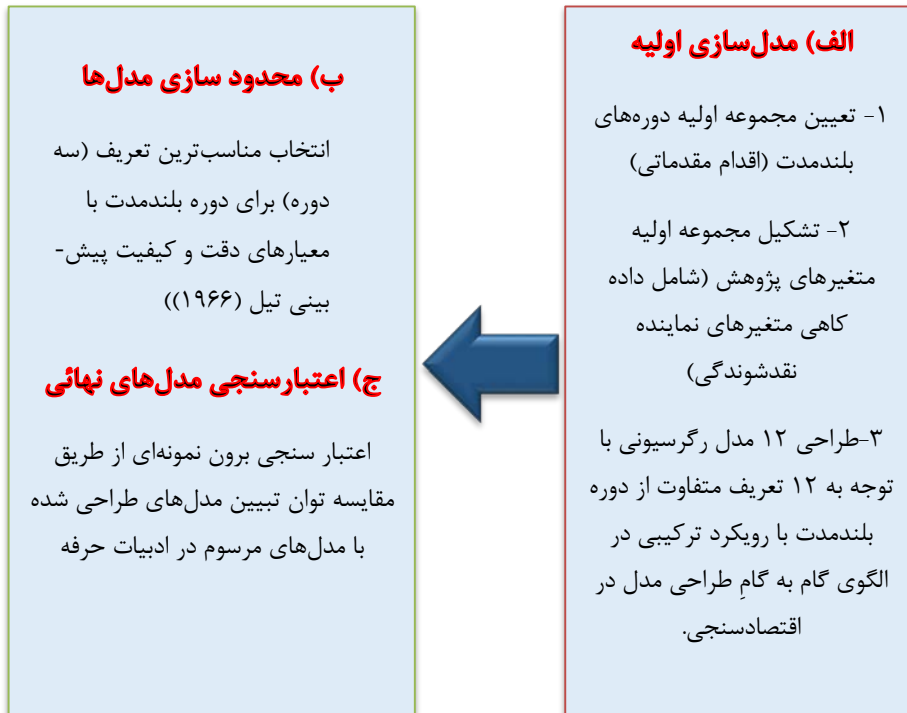 الف) مدل‌سازی اولیه
۱- تعیین مجموعه اولیه دوره‌های
بلندمدت (اقدام مقدماتی)
۲- تشکیل مجموعه اولیه
متغیرهای پژوهش (شامل داده
کاهی متغیرهای نماینده
نقدشوندگی)
۳-طراحی ۱۲ مدل رگرسیونی با
توجه به ۱۲ تعریف متفاوت از دوره
بلندمدت با رویکرد ترکیبی در
الگوی گام به گامِ طراحی مدل در
اقتصادسنجی.
ب) محدود سازی مدل‌ها
انتخاب مناسب‌ترین تعریف (سه
دوره) برای دوره بلندمدت با
معیارهای دقت و کیفیت پیش-
بینی تیل (۱۹۶۶))
ج) اعتبارسنجی مدل‌های نهائی
اعتبار سنجی برون نمونه‌ای از طریق
مقایسه توان تبیین مدل‌های طراحی شده
با مدل‌های مرسوم در ادبیات حرفه